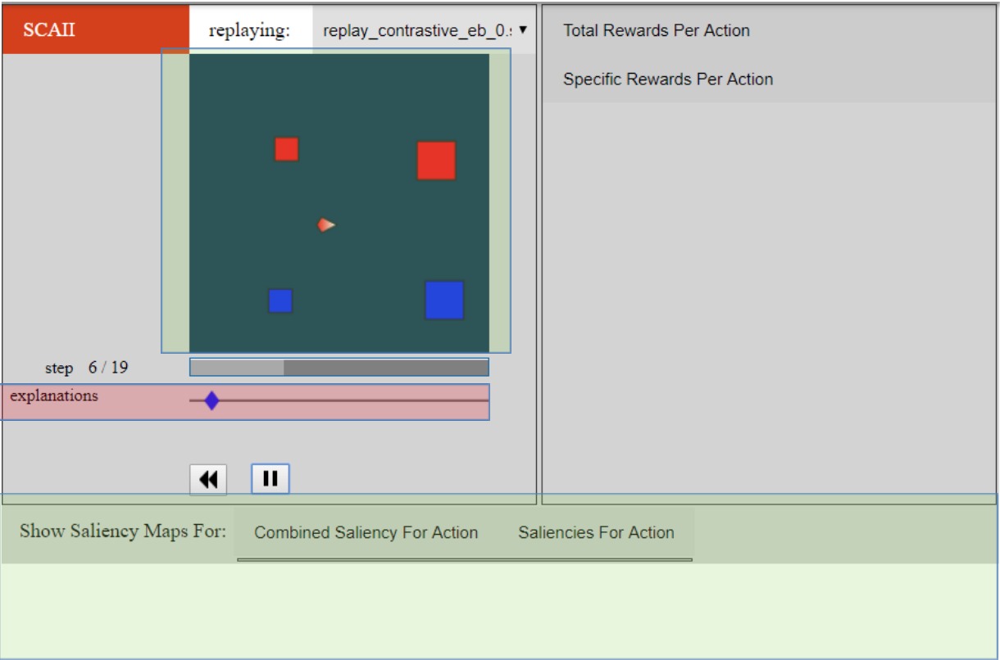 SCAII replaying: replay_contrastive_eb_0.s
Total Rewards Per Action
Specific Rewards Per Action
step 6 / 19
explanations
Show Saliency Maps For: Combined Saliency For Action Saliencies For Action